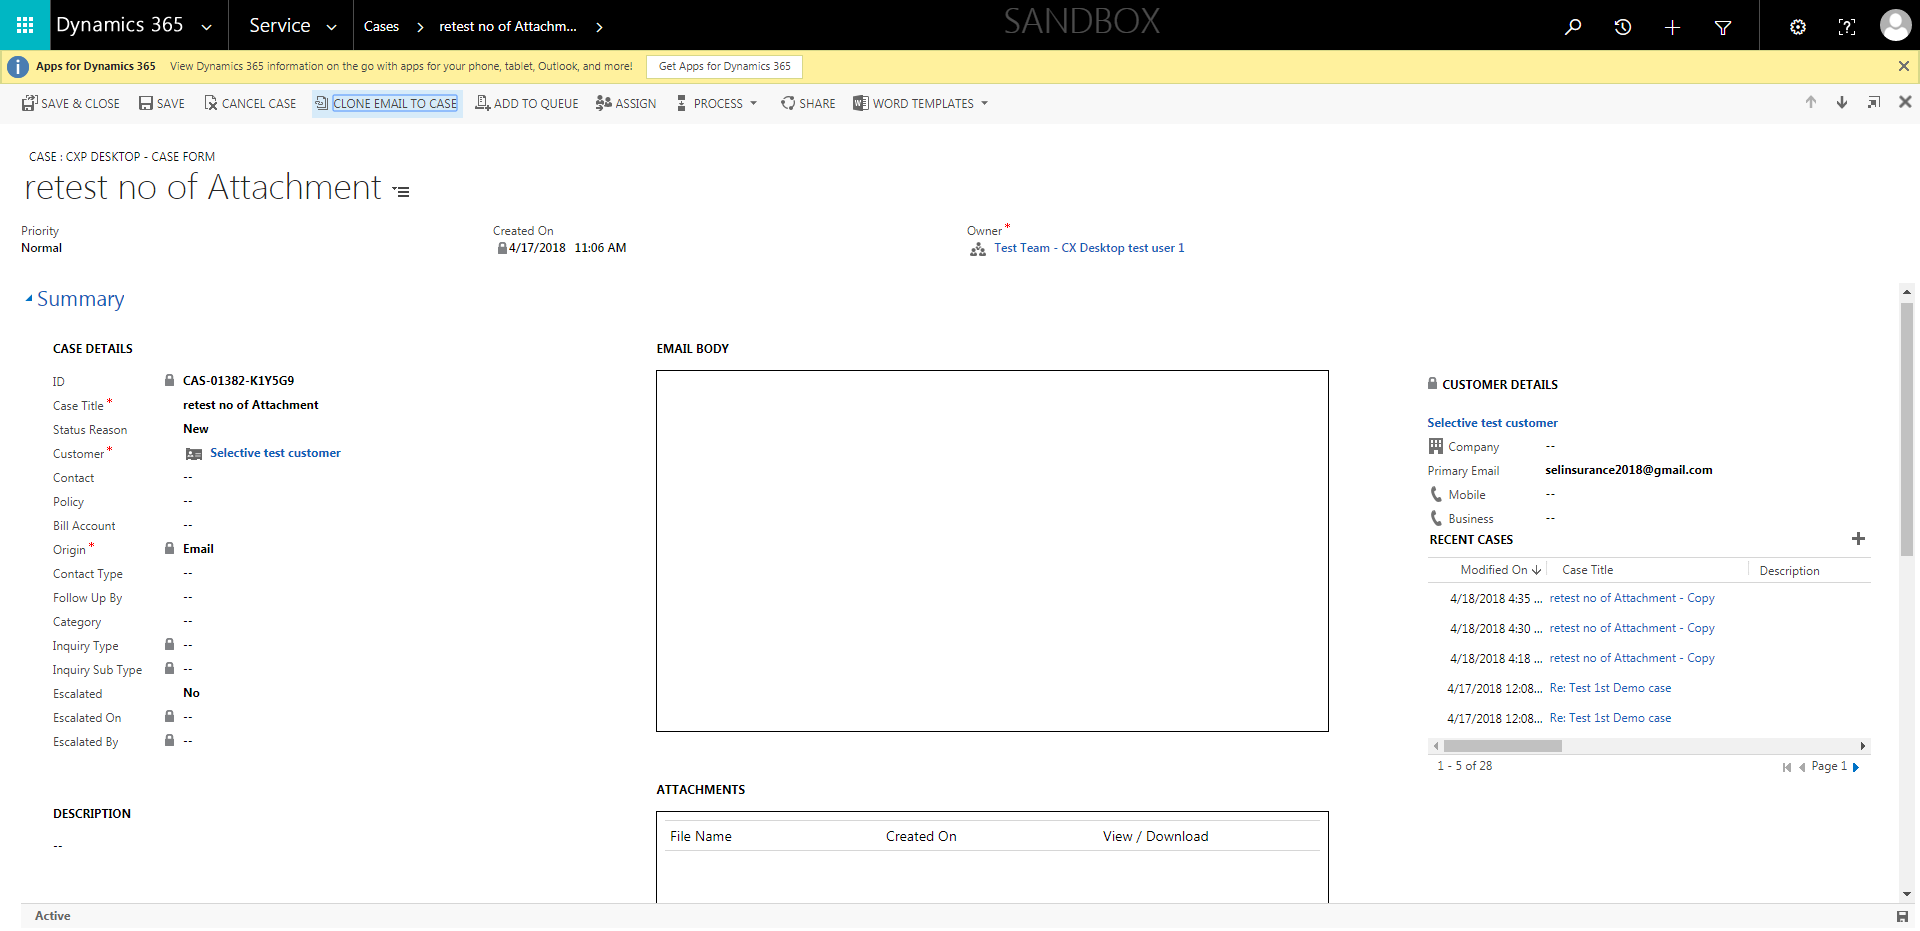 Dynamics 365
Service
Cases
retest no of Attachm...
SANDBOX
Apps for Dynamics 365 View Dynamics 365 information on the go with apps for your phone, tablet, Outlook, and more! Get Apps for Dynamics 365
SAVE & CLOSE SAVE CANCEL CASE CLONE EMAIL TO CASE ADD TO QUEUE ASSIGN PROCESS SHARE WORD TEMPLATES
CASE : CXP DESKTOP - CASE FORM
retest no of Attachment
Priority
Normal
Created On
4/17/2018 11:06 AM
Owner*
Test Team - CX Desktop test user 1
Summary
CASE DETAILS
ID CAS-01382-K1Y5G9
Case Title* retest no of Attachment
Status Reason New
Customer* Selective test customer
Contact --
Policy --
Bill Account --
Origin* Email
Contact Type --
Follow Up By --
Category --
Inquiry Type --
Inquiry Sub Type --
Escalated No
Escalated On --
Escalated By --
DESCRIPTION
--
EMAIL BODY
ATTACHMENTS
File Name Created On View / Download
CUSTOMER DETAILS
Selective test customer
Company --
Primary Email selinsurance2018@gmail.com
Mobile --
Business --
RECENT CASES
Modified On Case Title Description
4/18/2018 4:35 ... retest no of Attachment - Copy
4/18/2018 4:30 ... retest no of Attachment - Copy
4/18/2018 4:18 ... retest no of Attachment - Copy
4/17/2018 12:08... Re: Test 1st Demo case
4/17/2018 12:08... Re: Test 1st Demo case
1 - 5 of 28 Page 1
Active